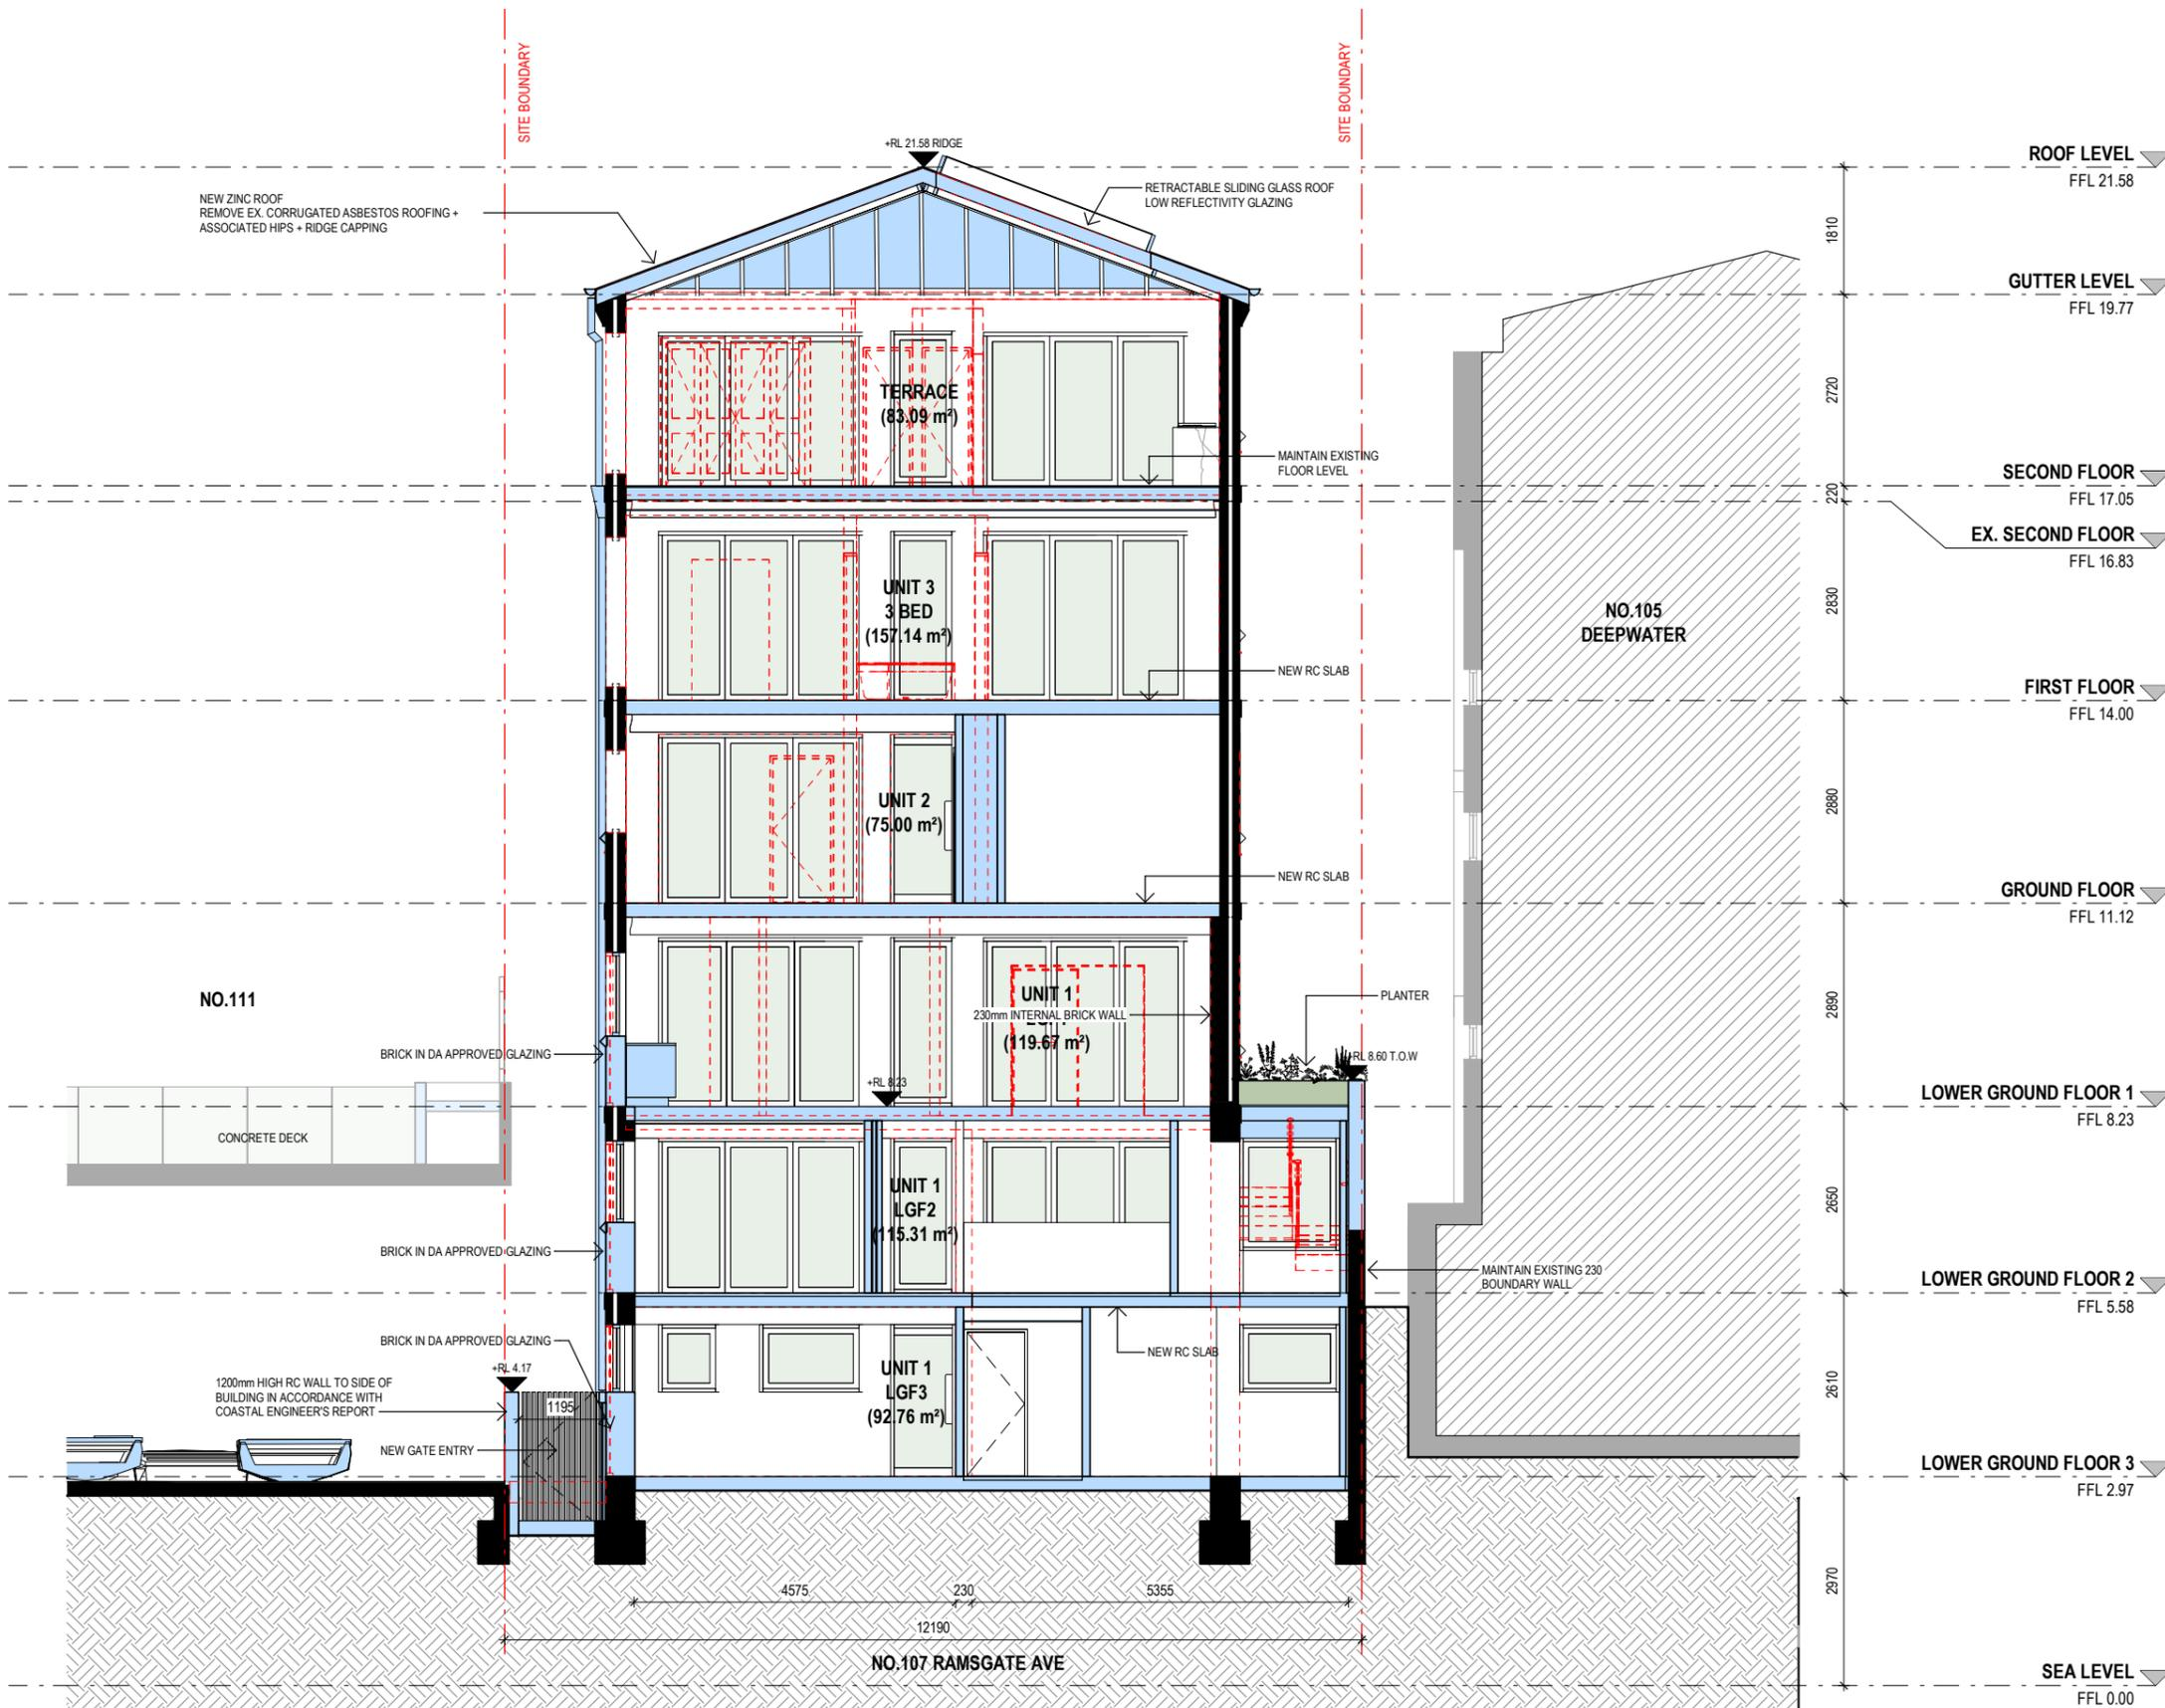 SITE BOUNDARY
SITE BOUNDARY
+RL 21.58 RIDGE
NEW ZINC ROOF
REMOVE EX. CORRUGATED ASBESTOS ROOFING +
ASSOCIATED HIPS + RIDGE CAPPING
RETRACTABLE SLIDING GLASS ROOF
LOW REFLECTIVITY GLAZING
ROOF LEVEL
FFL 21.58
1810
GUTTER LEVEL
FFL 19.77
TERRACE
(83.09 m²)
2720
MAINTAIN EXISTING
FLOOR LEVEL
SECOND FLOOR
FFL 17.05
220
EX. SECOND FLOOR
FFL 16.83
UNIT 3
3 BED
(157.14 m²)
2830
NO.105
DEEPWATER
NEW RC SLAB
FIRST FLOOR
FFL 14.00
UNIT 2
(75.00 m²)
2880
NEW RC SLAB
GROUND FLOOR
FFL 11.12
NO.111
UNIT 1
230mm INTERNAL BRICK WALL
(119.67 m²)
PLANTER
2890
BRICK IN DA APPROVED GLAZING
+RL 8.60 T.O.W
+RL 8.23
LOWER GROUND FLOOR 1
FFL 8.23
CONCRETE DECK
UNIT 1
LGF2
(115.31 m²)
2650
BRICK IN DA APPROVED GLAZING
MAINTAIN EXISTING 230
BOUNDARY WALL
LOWER GROUND FLOOR 2
FFL 5.58
BRICK IN DA APPROVED GLAZING
NEW RC SLAB
+RL 4.17
1200mm HIGH RC WALL TO SIDE OF
BUILDING IN ACCORDANCE WITH
COASTAL ENGINEER'S REPORT
1195
UNIT 1
LGF3
(92.76 m²)
2610
NEW GATE ENTRY
LOWER GROUND FLOOR 3
FFL 2.97
4575
230
5355
2970
12190
NO.107 RAMSGATE AVE
SEA LEVEL
FFL 0.00